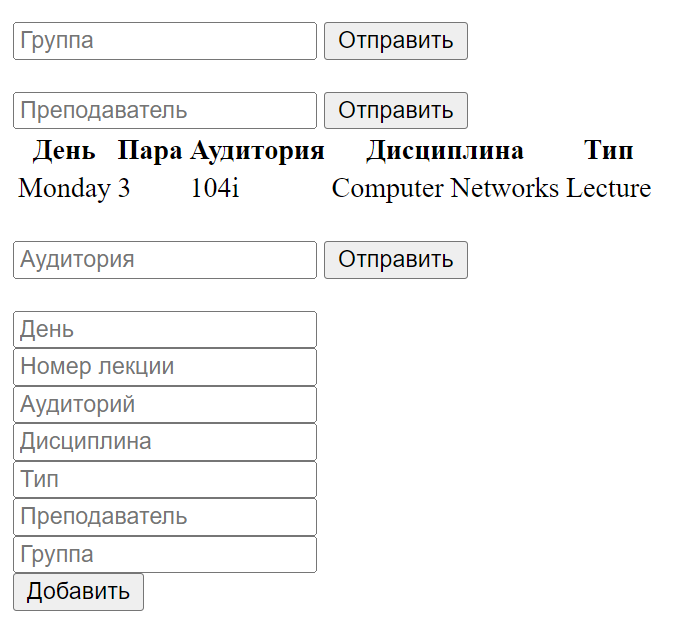 Группа Отправить
Преподаватель Отправить
День Пара Аудитория Дисциплина Тип
Monday 3 104i Computer Networks Lecture
Аудитория Отправить
День
Номер лекции
Аудиторий
Дисциплина
Тип
Преподаватель
Группа
Добавить